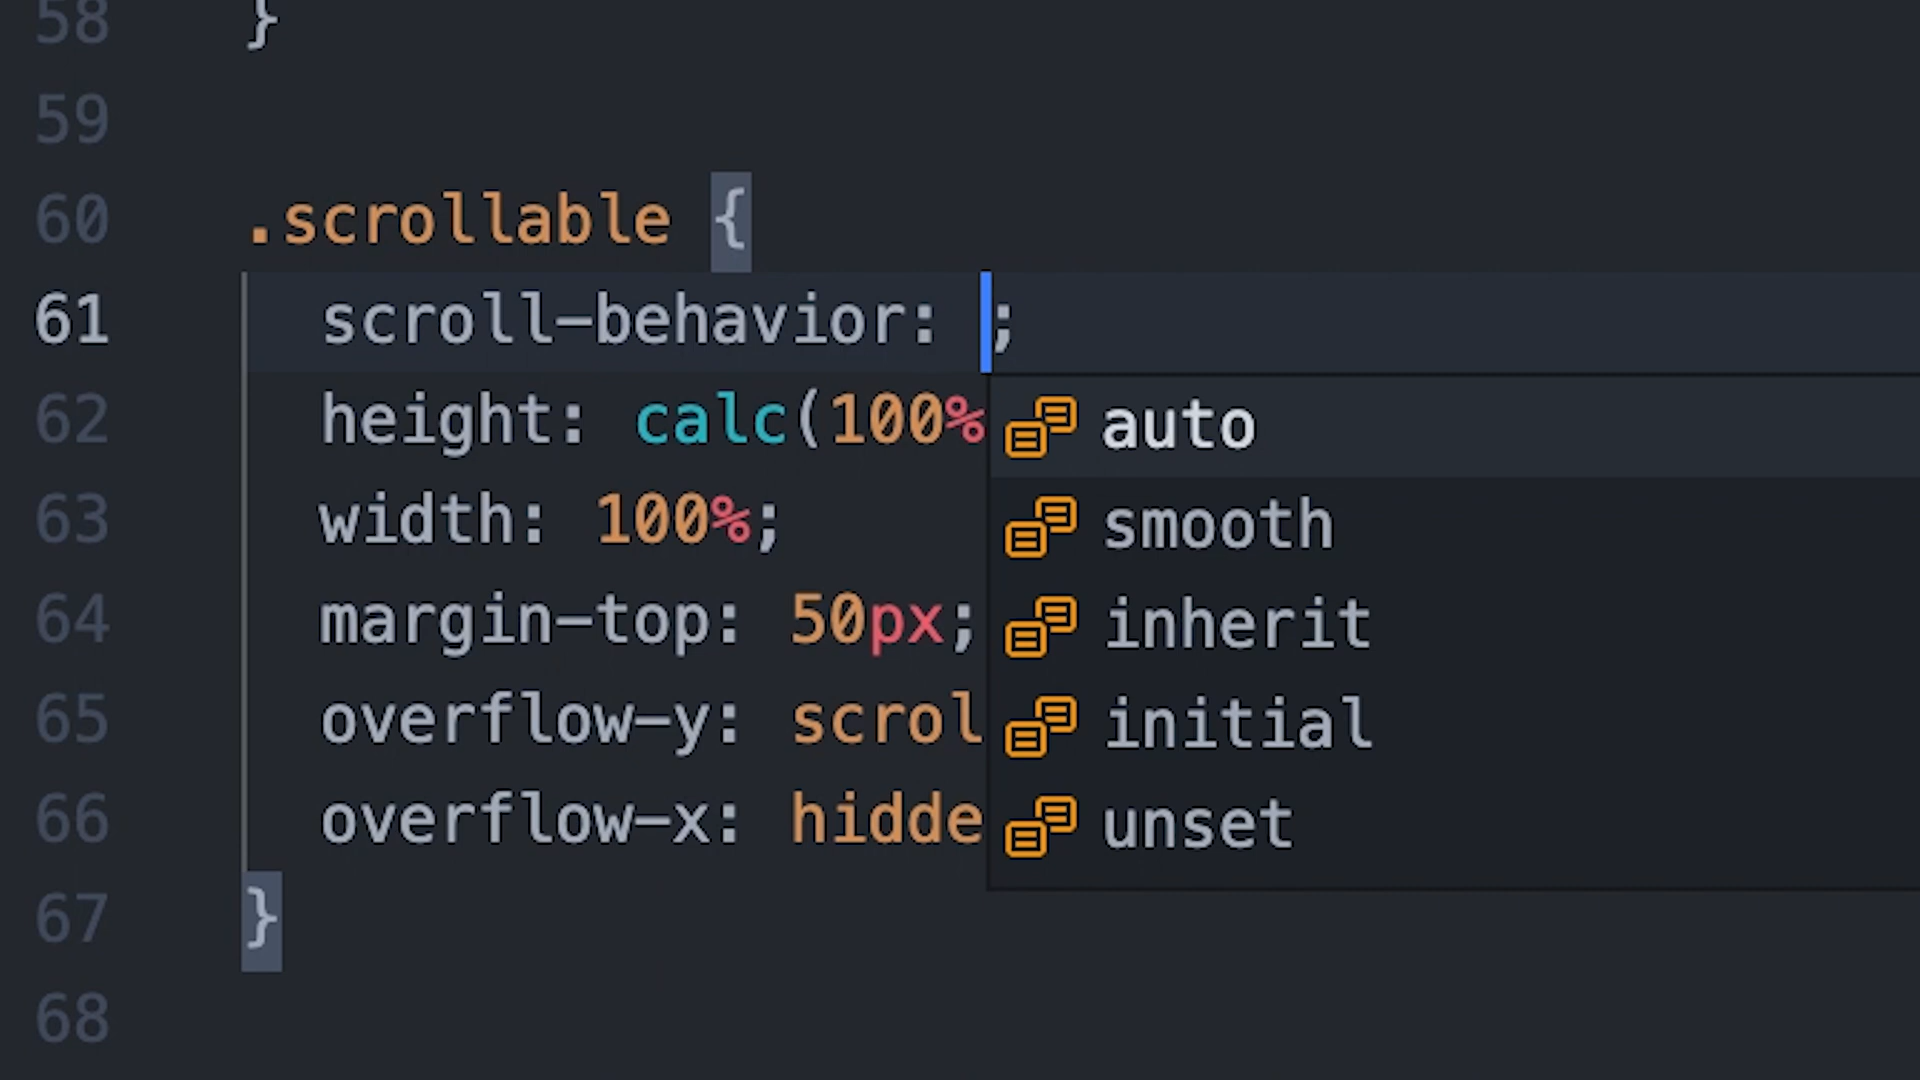 58 }
59
60 .scrollable {
61 scroll-behavior: ;
62 height: calc(100%
63 width: 100%;
64 margin-top: 50px;
65 overflow-y: scrol
66 overflow-x: hidde
67 }
68
auto
smooth
inherit
initial
unset